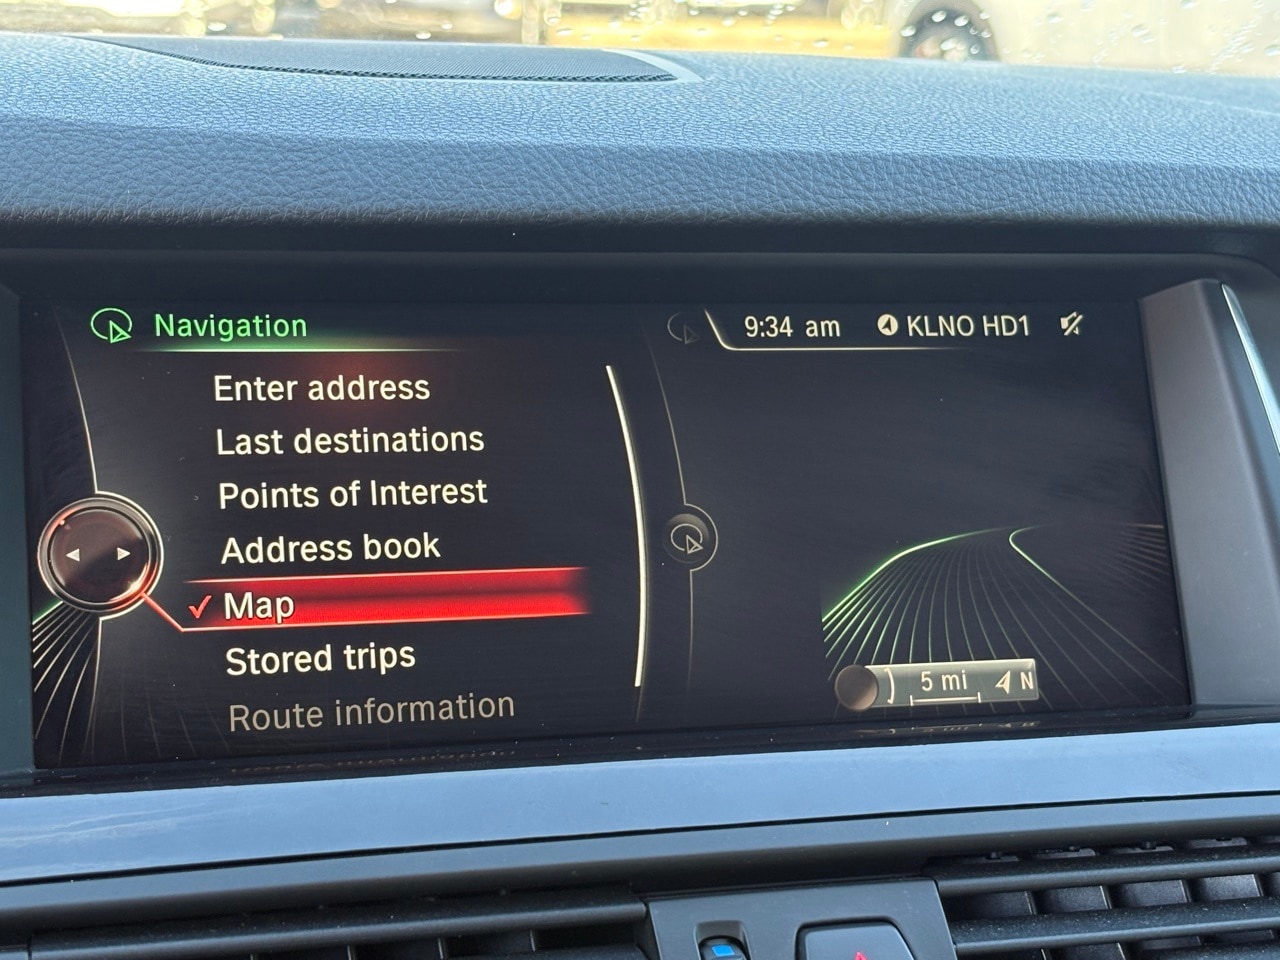 Navigation
9:34 am KLNO HD1
Enter address
Last destinations
Points of Interest
Address book
Map
Stored trips
Route information
5 mi N